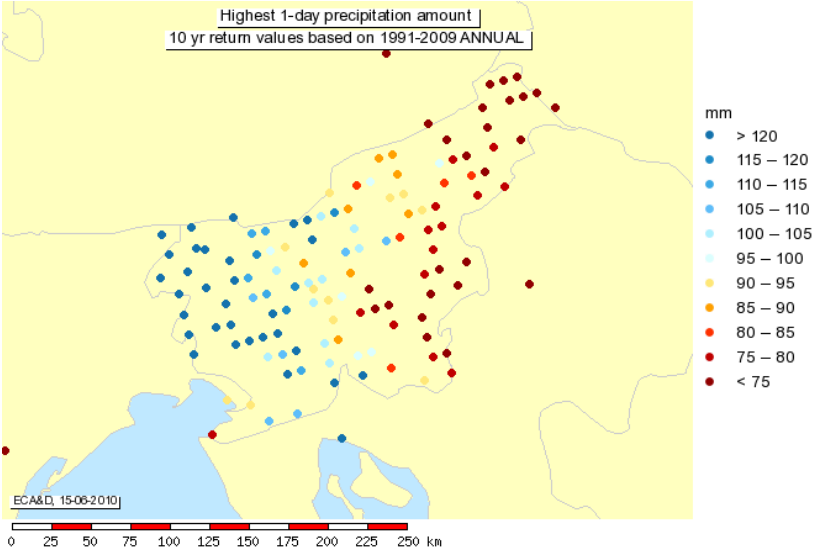 Highest 1-day precipitation amount
10 yr return values based on 1991-2009 ANNUAL
mm
> 120
115 – 120
110 – 115
105 – 110
100 – 105
95 – 100
90 – 95
85 – 90
80 – 85
75 – 80
< 75
ECA&D, 15-06-2010
0 25 50 75 100 125 150 175 200 225 250 km